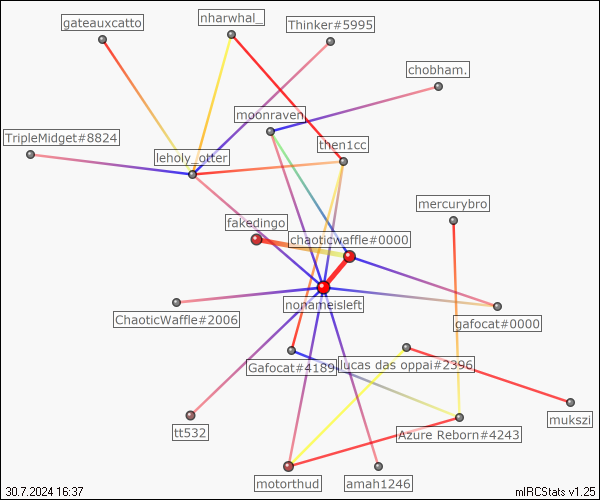 gateauxcatto
nharwhal_
Thinker#5995
chobham.
moonraven
TripleMidget#8824
then1cc
leholy_otter
mercurybro
fakedingo
chaoticwaffle#0000
nonameisleft
ChaoticWaffle#2006
gafocat#0000
Gafocat#4189
lucas das oppai#2396
mukszi
tt532
Azure Reborn#4243
motorthud
amah1246
30.7.2024 16:37
mIRCStats v1.25